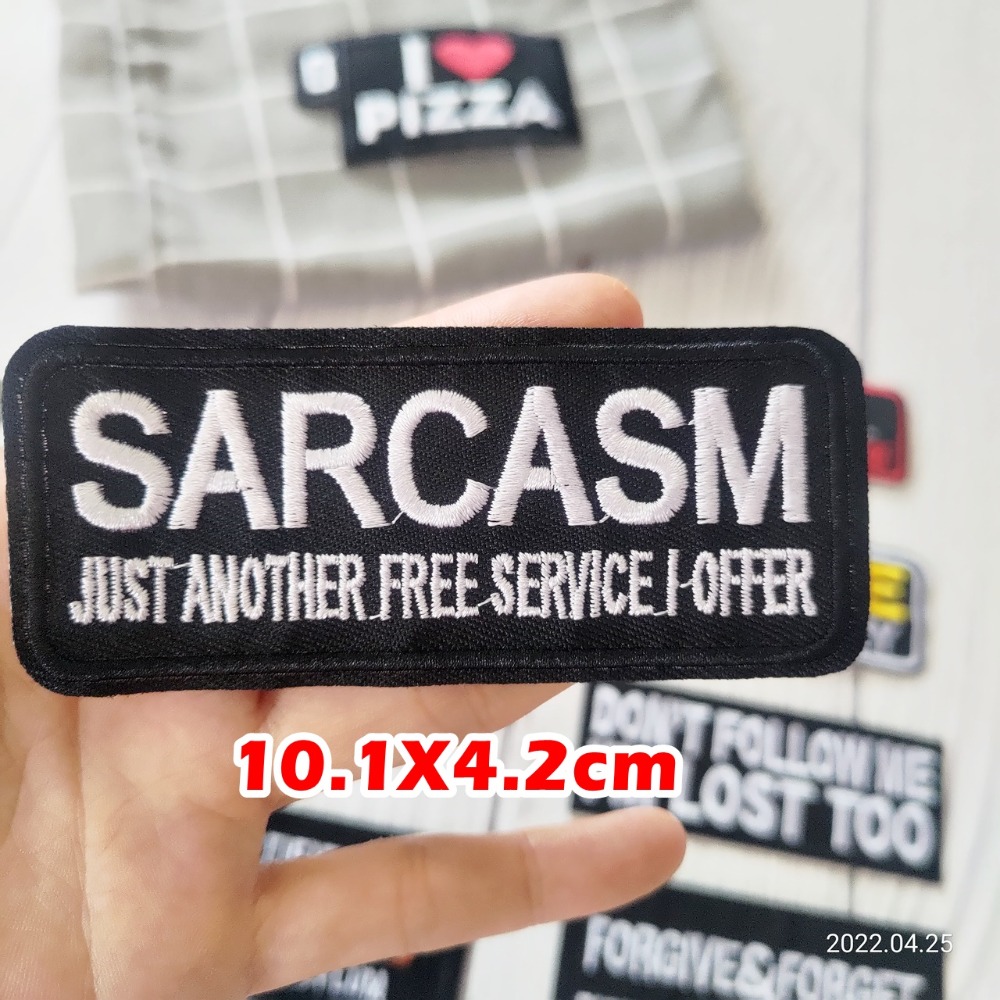 I ❤
PIZZA
SARCASM
JUST ANOTHER FREE SERVICE I OFFER
10.1X4.2cm
DON'T FOLLOW ME
LOST TOO
FORGIVE&FORGET
2022.04.25